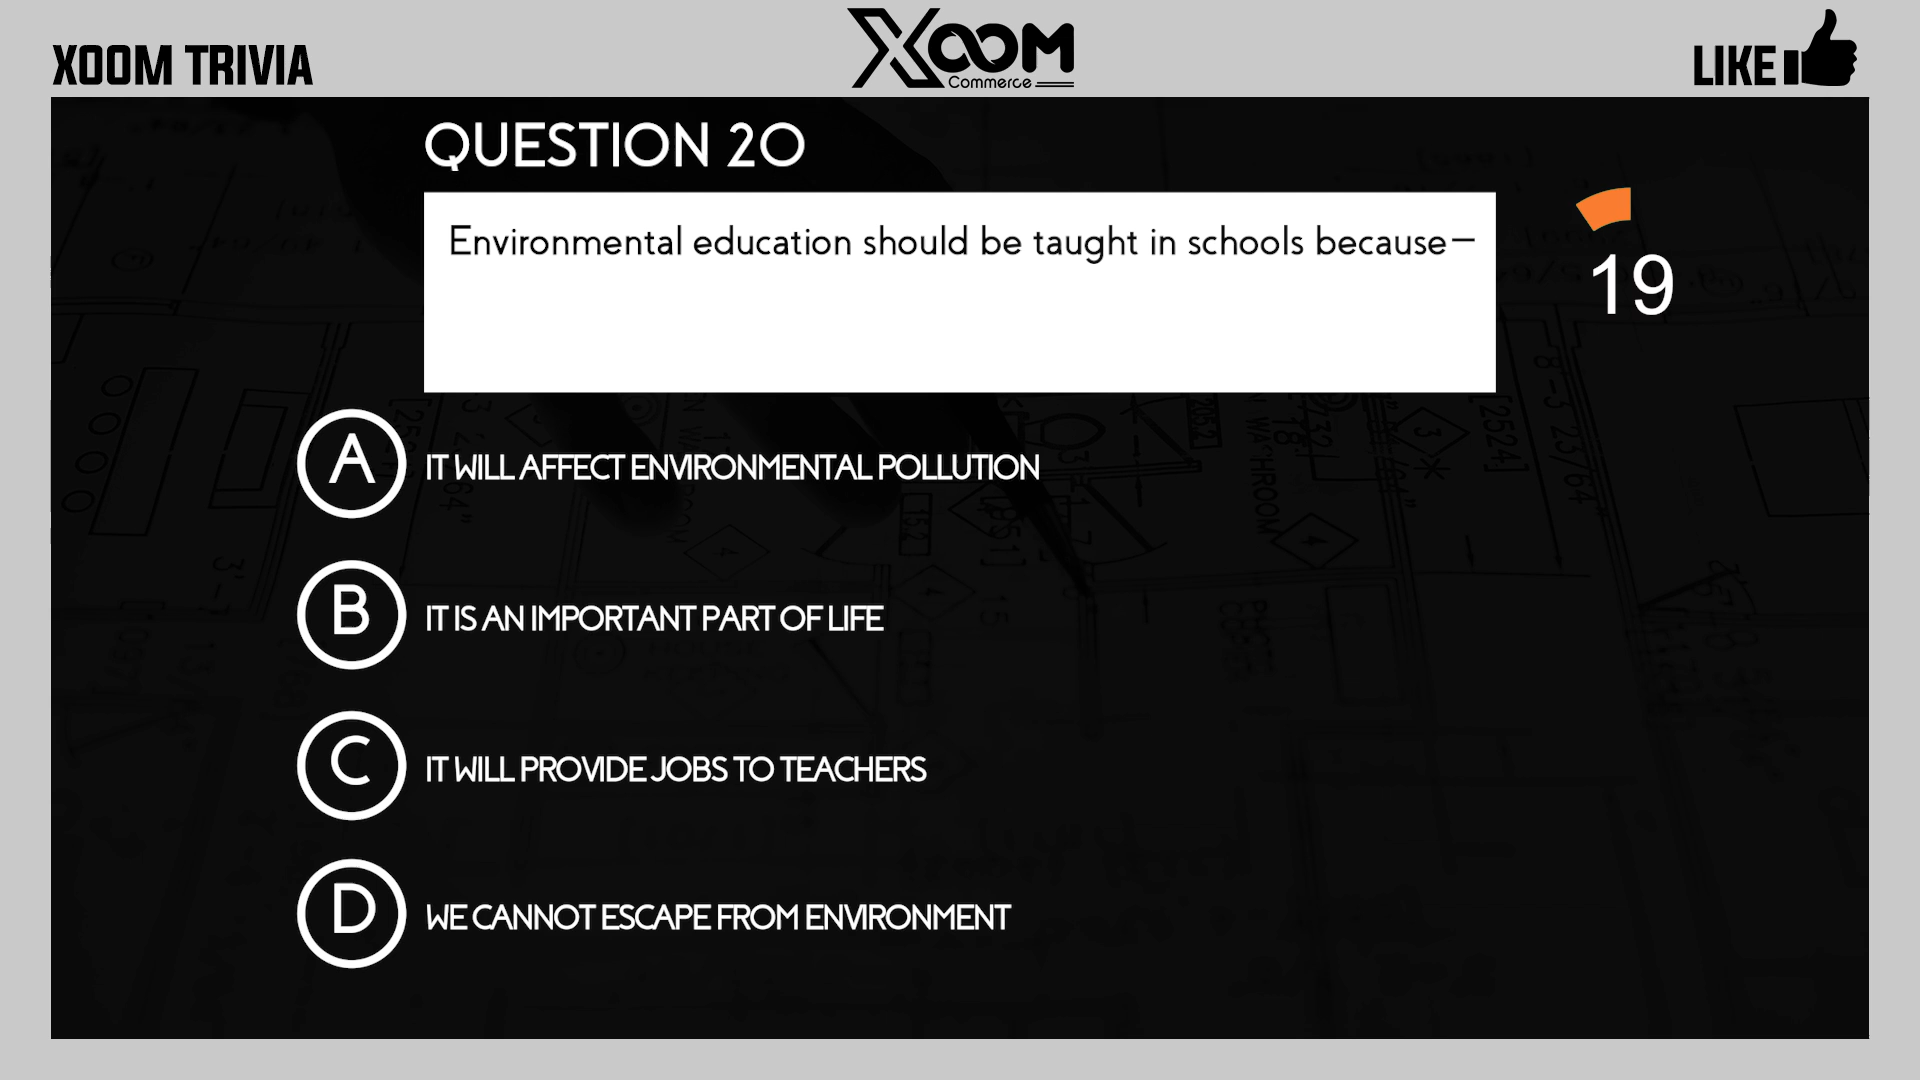 XOOM TRIVIA
XOOM
Commerce
LIKE
QUESTION 20
Environmental education should be taught in schools because–
19
A
IT WILL AFFECT ENVIRONMENTAL POLLUTION
B
IT IS AN IMPORTANT PART OF LIFE
C
IT WILL PROVIDE JOBS TO TEACHERS
D
WE CANNOT ESCAPE FROM ENVIRONMENT